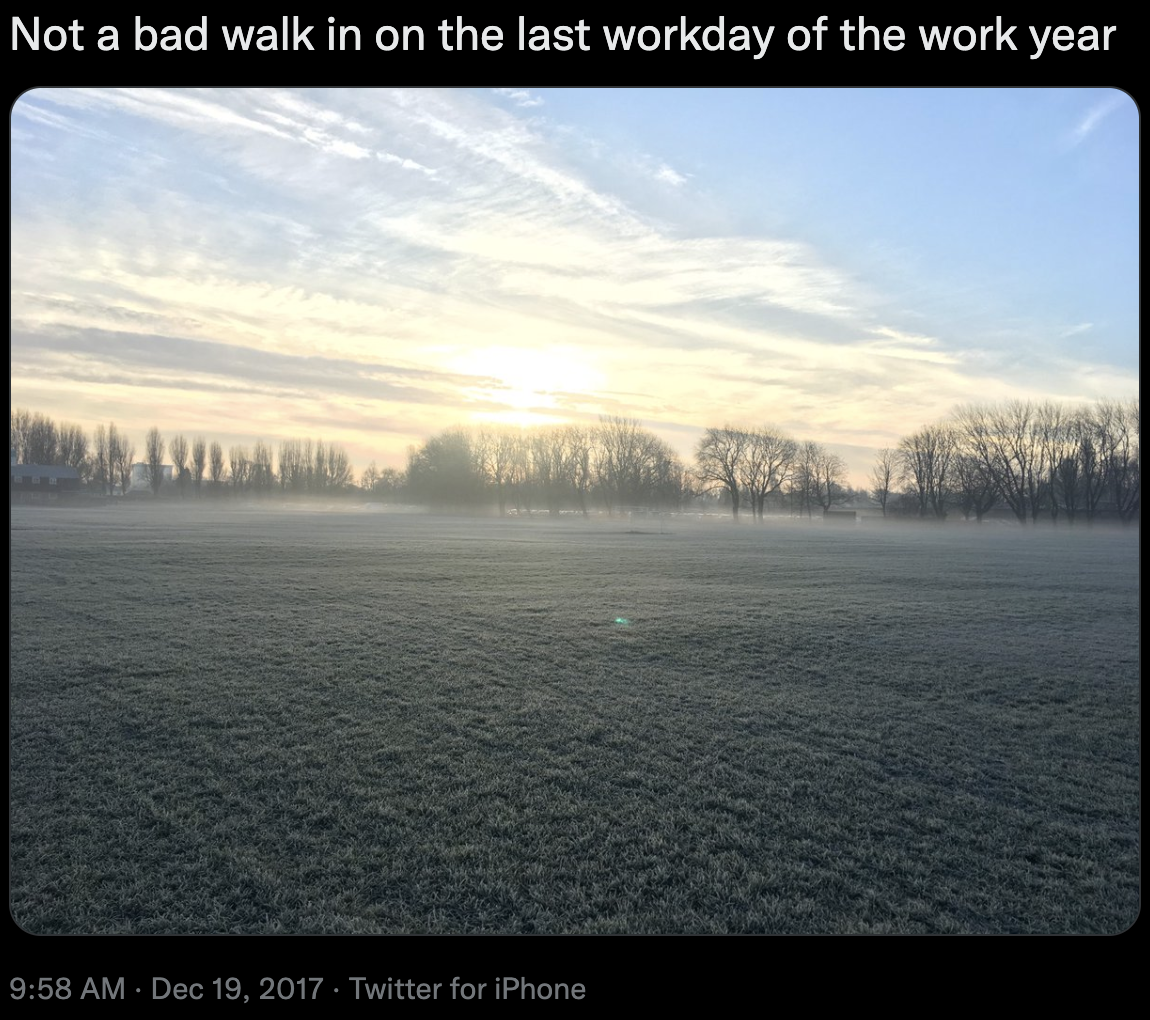 Not a bad walk in on the last workday of the work year
9:58 AM · Dec 19, 2017 · Twitter for iPhone